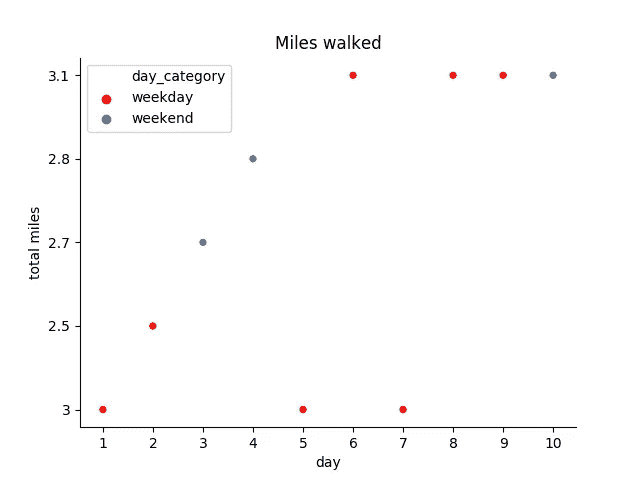 Miles walked
day_category
weekday
weekend
3.1
2.8
2.7
2.5
3
total miles
1 2 3 4 5 6 7 8 9 10
day